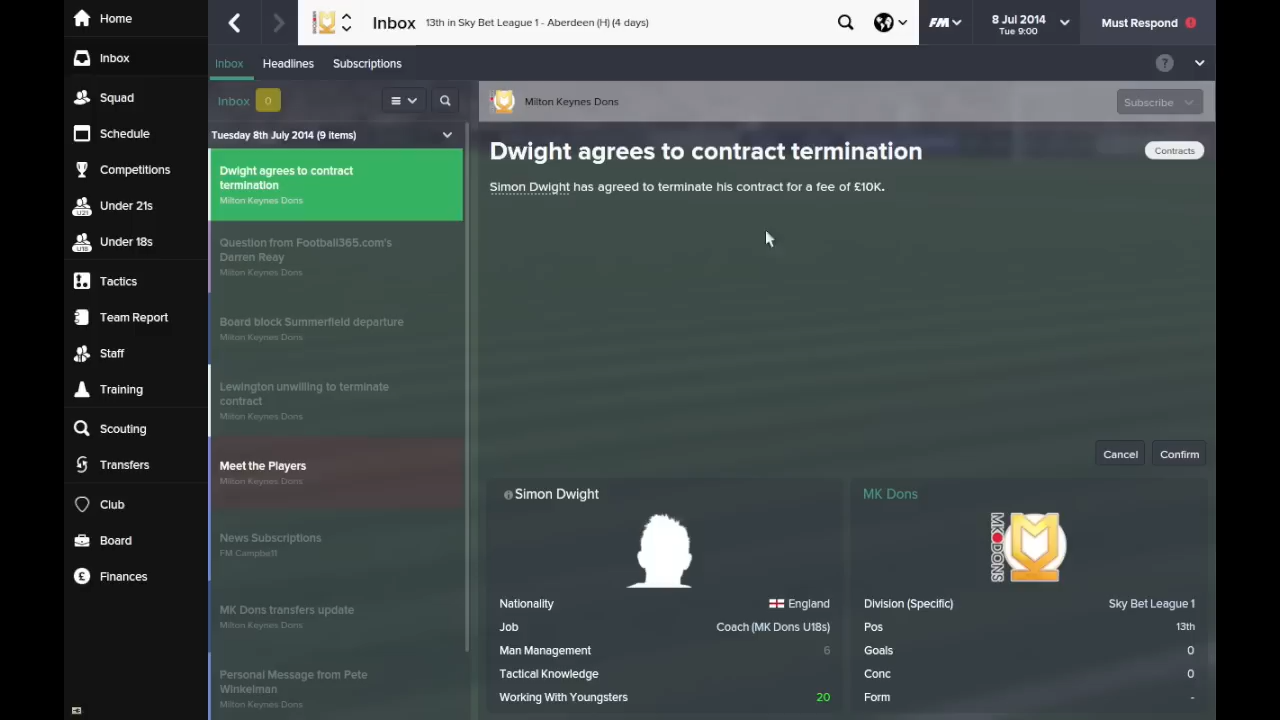 Home
Inbox
Squad
Schedule
Competitions
Under 21s
Under 18s
Tactics
Team Report
Staff
Training
Scouting
Transfers
Club
Board
Finances
Inbox 13th in Sky Bet League 1 - Aberdeen (H) (4 days)
FM
8 Jul 2014
Tue 9:00
Must Respond
Inbox Headlines Subscriptions
Inbox 0
Tuesday 8th July 2014 (9 items)
Dwight agrees to contract
termination
Milton Keynes Dons
Question from Football365.com's
Darren Reay
Milton Keynes Dons
Board block Summerfield departure
Milton Keynes Dons
Lewington unwilling to terminate
contract
Milton Keynes Dons
Meet the Players
Milton Keynes Dons
News Subscriptions
FM Campbe11
MK Dons transfers update
Milton Keynes Dons
Personal Message from Pete
Winkelman
Milton Keynes Dons
Milton Keynes Dons
Subscribe
Dwight agrees to contract termination
Contracts
Simon Dwight has agreed to terminate his contract for a fee of £10K.
Cancel Confirm
Simon Dwight
Nationality England
Job Coach (MK Dons U18s)
Man Management 6
Tactical Knowledge
Working With Youngsters 20
MK Dons
MK DONS
Division (Specific) Sky Bet League 1
Pos 13th
Goals 0
Conc 0
Form -